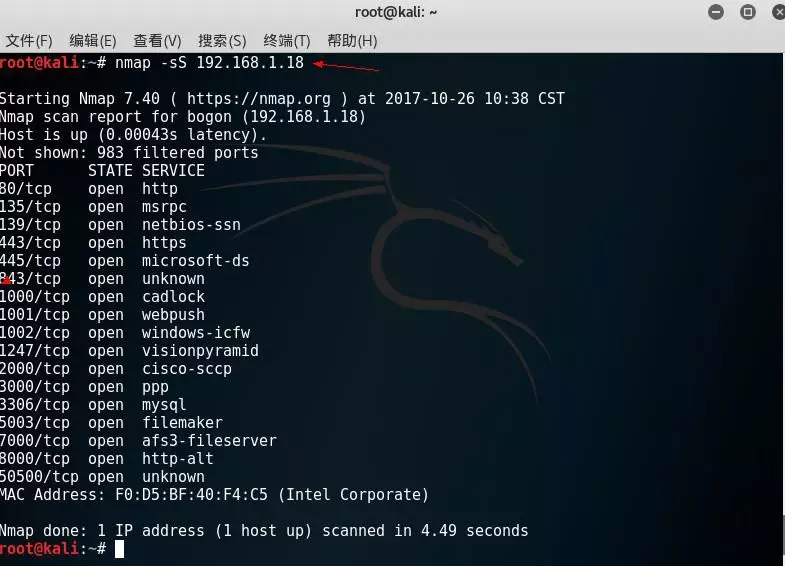 root@kali: ~
文件(F) 编辑(E) 查看(V) 搜索(S) 终端(T) 帮助(H)
root@kali:~# nmap -sS 192.168.1.18
Starting Nmap 7.40 ( https://nmap.org ) at 2017-10-26 10:38 CST
Nmap scan report for bogon (192.168.1.18)
Host is up (0.00043s latency).
Not shown: 983 filtered ports
PORT STATE SERVICE
80/tcp open http
135/tcp open msrpc
139/tcp open netbios-ssn
443/tcp open https
445/tcp open microsoft-ds
843/tcp open unknown
1000/tcp open cadlock
1001/tcp open webpush
1002/tcp open windows-icfw
1247/tcp open visionpyramid
2000/tcp open cisco-sccp
3000/tcp open ppp
3306/tcp open mysql
5003/tcp open filemaker
7000/tcp open afs3-fileserver
8000/tcp open http-alt
50500/tcp open unknown
MAC Address: F0:D5:BF:40:F4:C5 (Intel Corporate)
Nmap done: 1 IP address (1 host up) scanned in 4.49 seconds
root@kali:~#